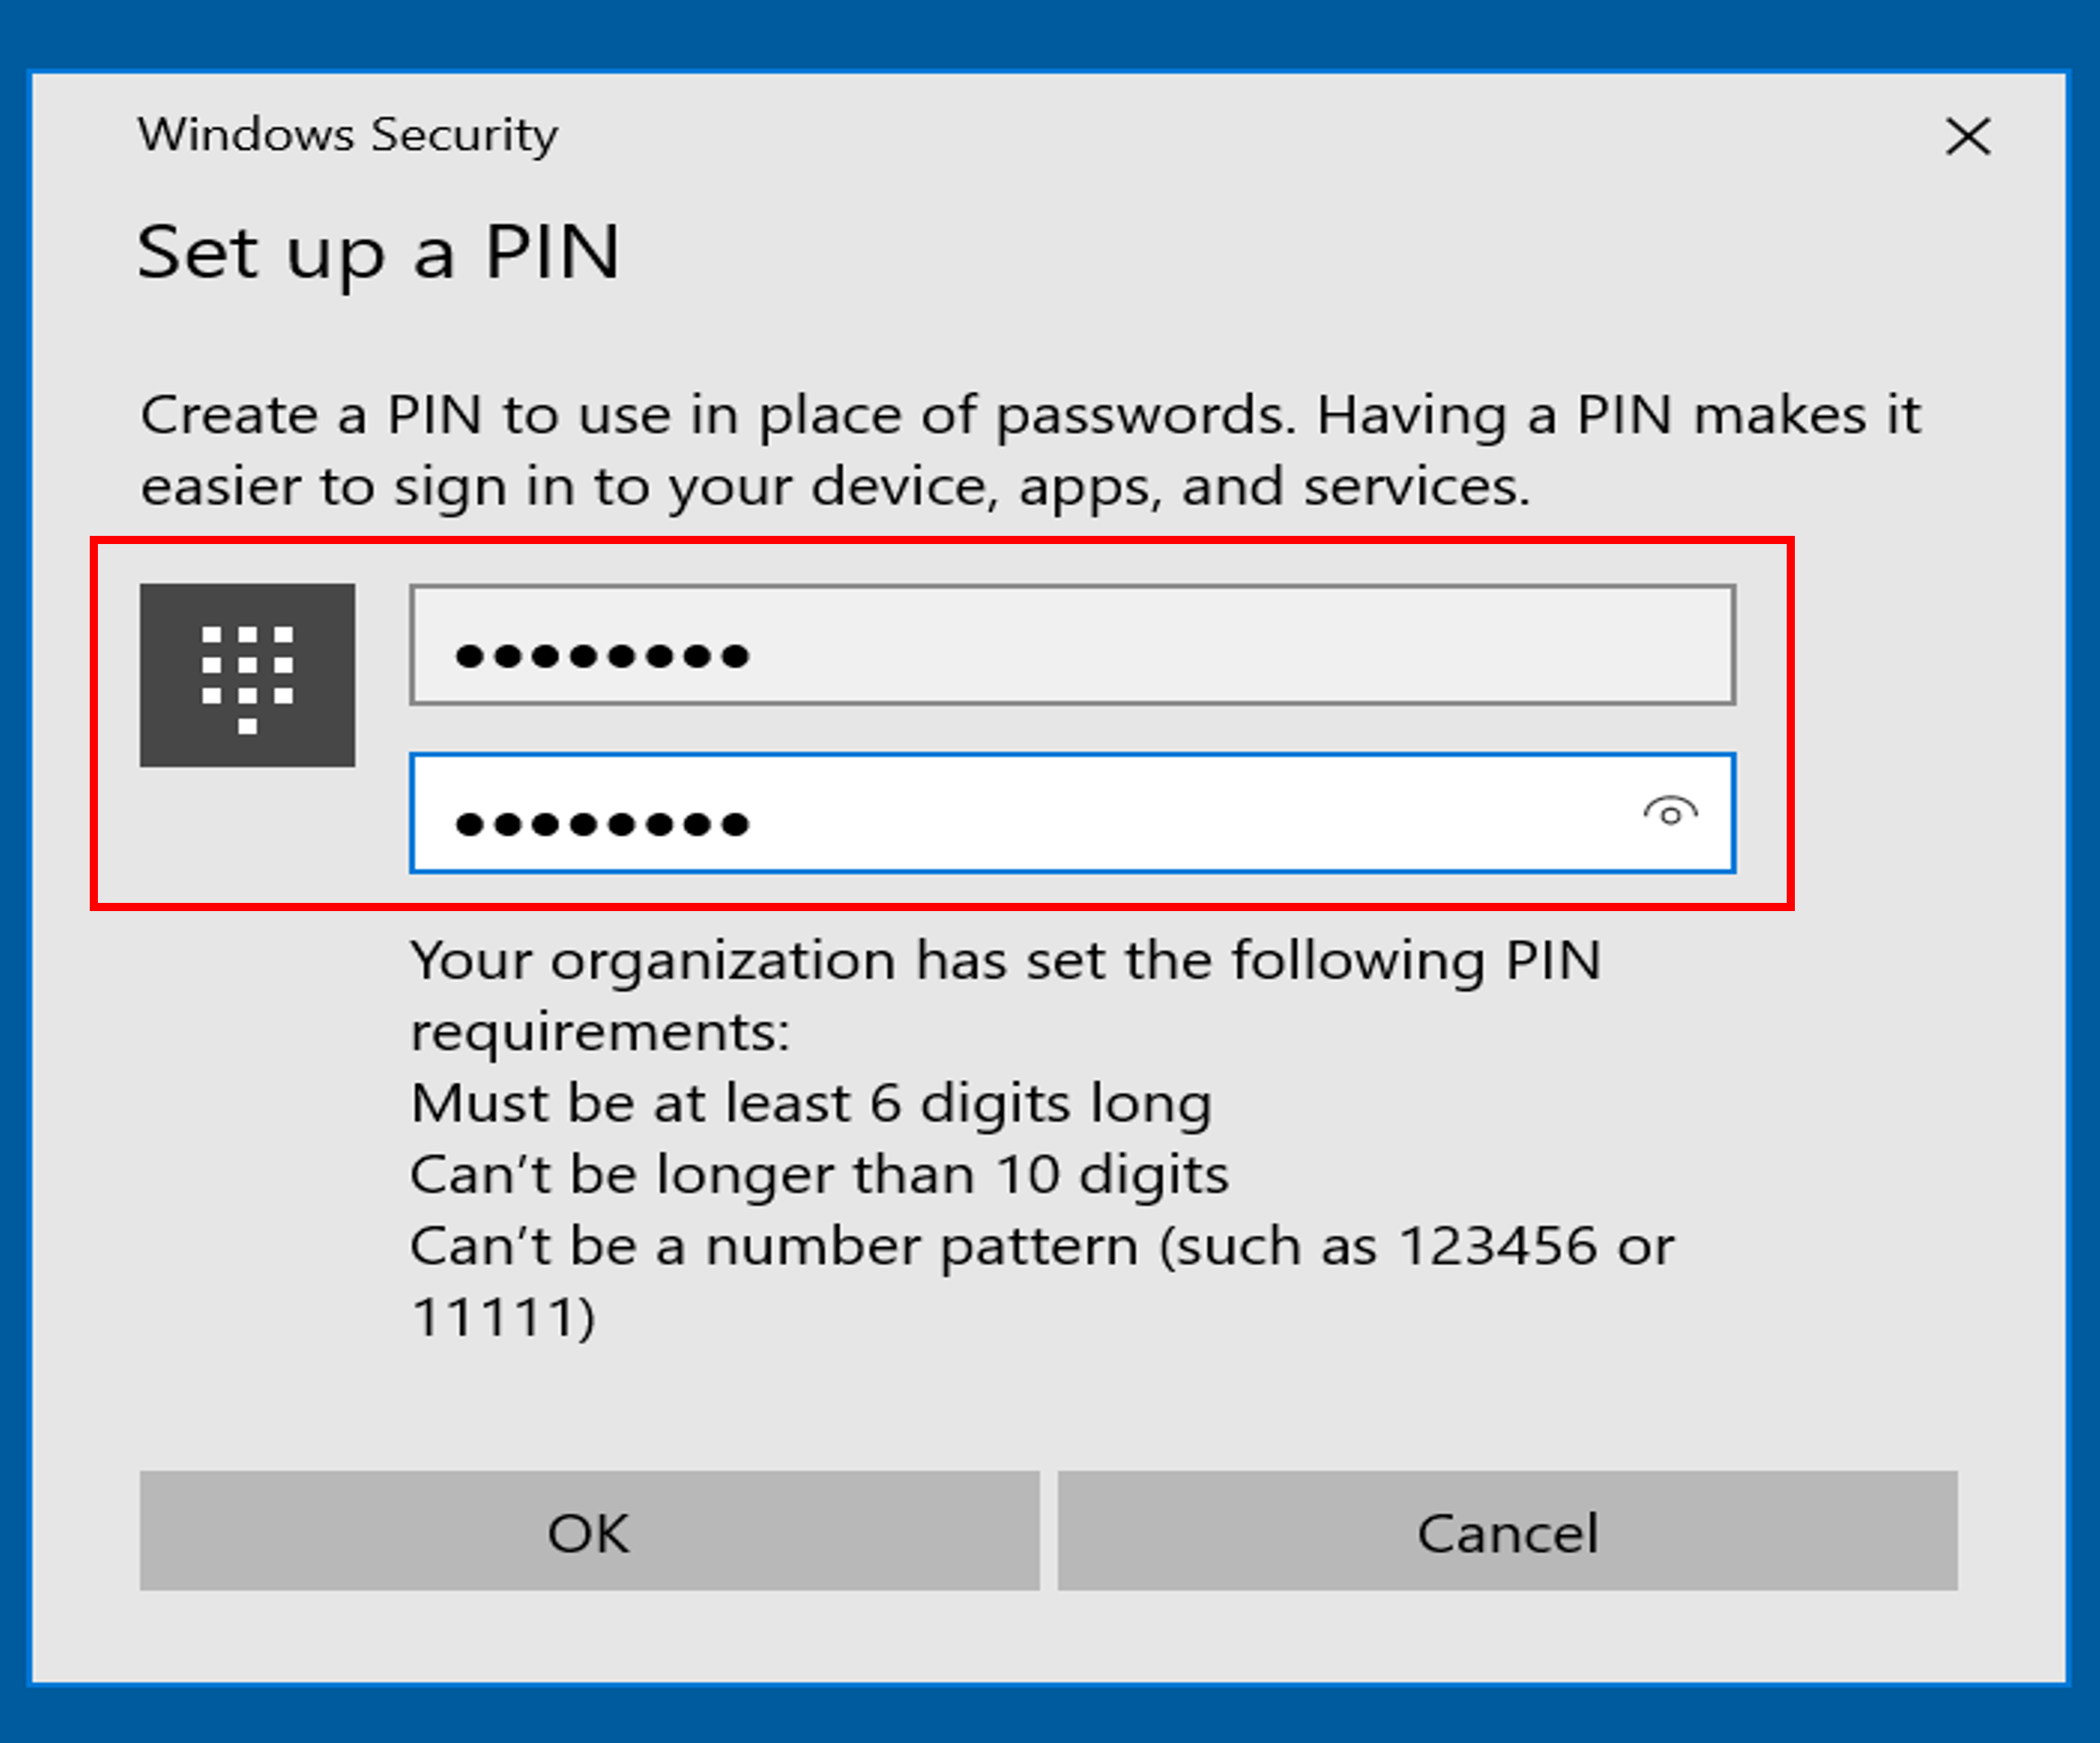 Windows Security
Set up a PIN
Create a PIN to use in place of passwords. Having a PIN makes it
easier to sign in to your device, apps, and services.
●●●●●●●●
●●●●●●●●
Your organization has set the following PIN
requirements:
Must be at least 6 digits long
Can’t be longer than 10 digits
Can’t be a number pattern (such as 123456 or
11111)
OK
Cancel